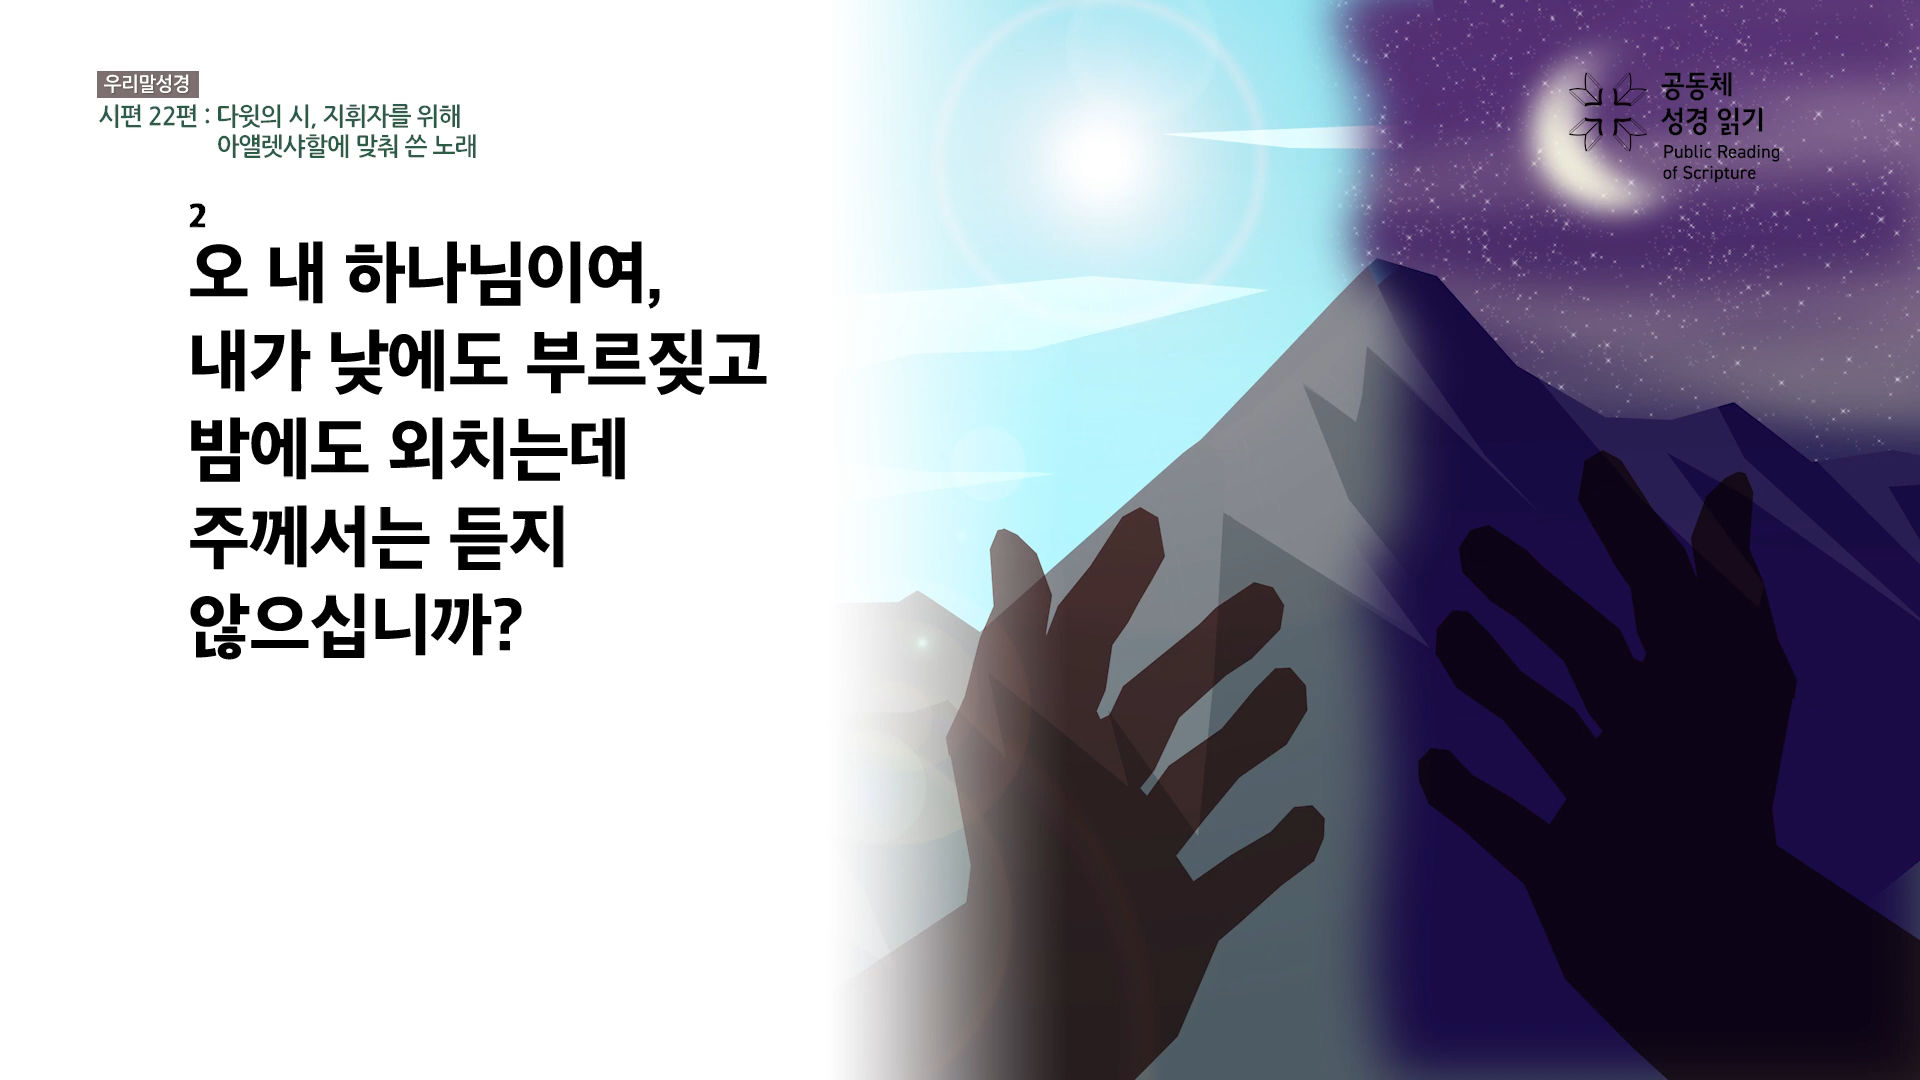 우리말성경
시편 22편 : 다윗의 시, 지휘자를 위해
아얠렛샤할에 맞춰 쓴 노래
공동체
성경 읽기
Public Reading
of Scripture
2
오 내 하나님이여,
내가 낮에도 부르짖고
밤에도 외치는데
주께서는 듣지
않으십니까?